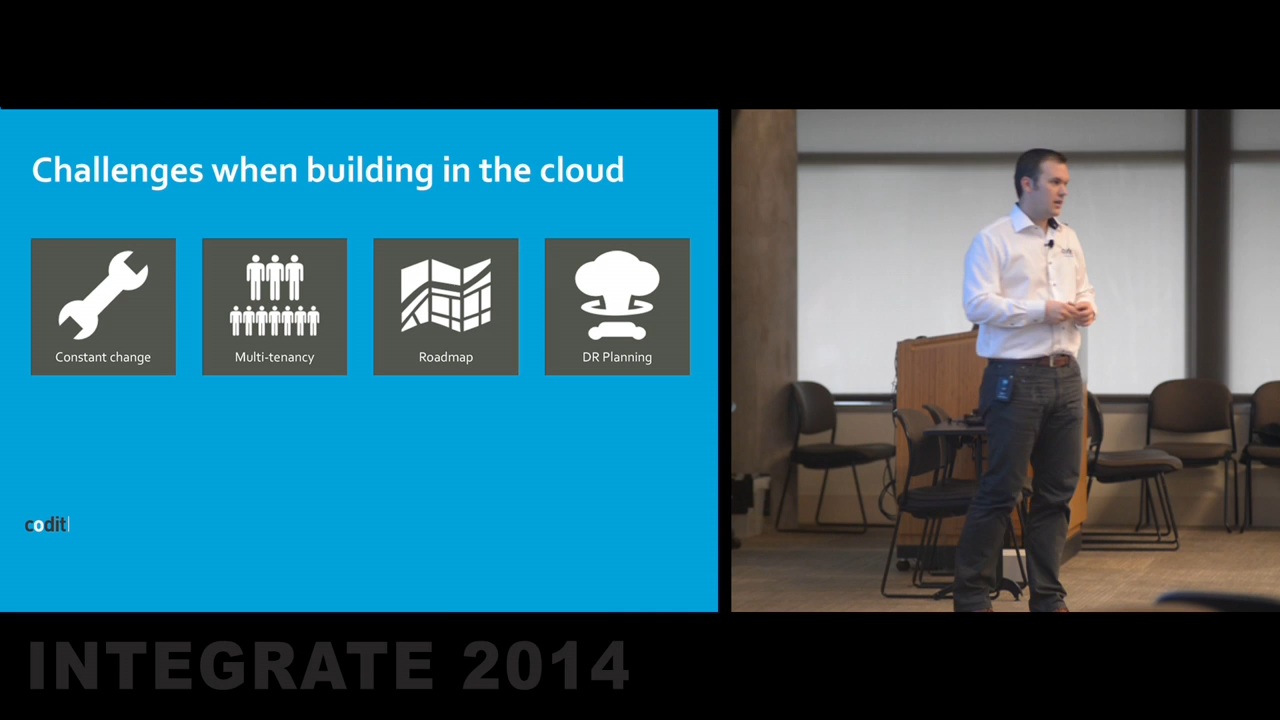 Challenges when building in the cloud
Constant change
Multi-tenancy
Roadmap
DR Planning
codit
INTEGRATE 2014